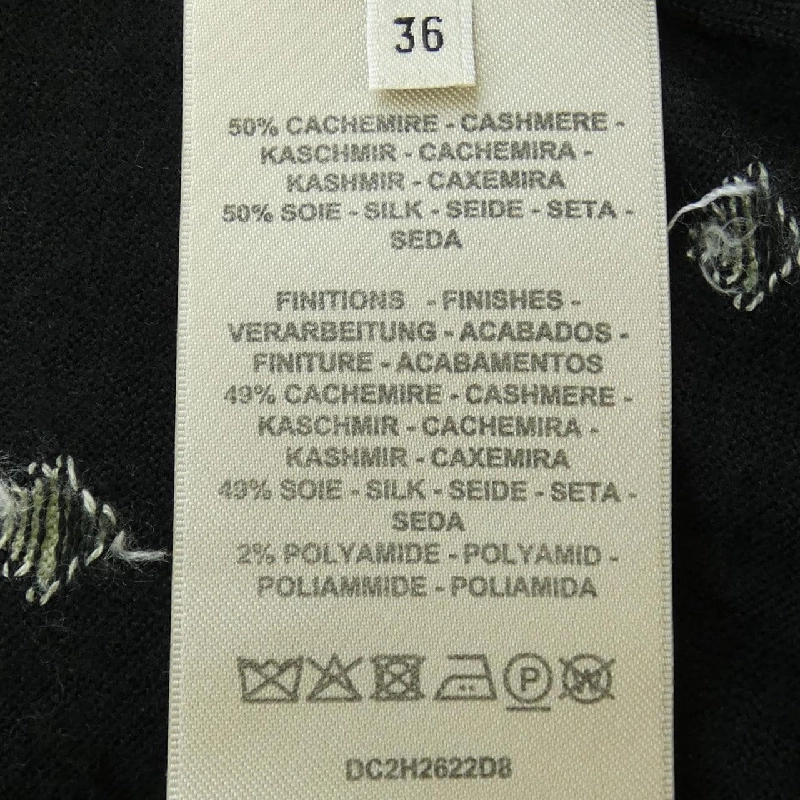 36
50% CACHEMIRE - CASHMERE -
KASCHMIR - CACHEMIRA -
KASHMIR - CAXEMIRA
50% SOIE - SILK - SEIDE - SETA -
SEDA
FINITIONS - FINISHES -
VERARBEITUNG - ACABADOS -
FINITURE - ACABAMENTOS
49% CACHEMIRE - CASHMERE -
KASCHMIR - CACHEMIRA -
KASHMIR - CAXEMIRA
49% SOIE - SILK - SEIDE - SETA -
SEDA
2% POLYAMIDE - POLYAMID -
POLIAMMIDE - POLIAMIDA
P W
DC2H2622D8